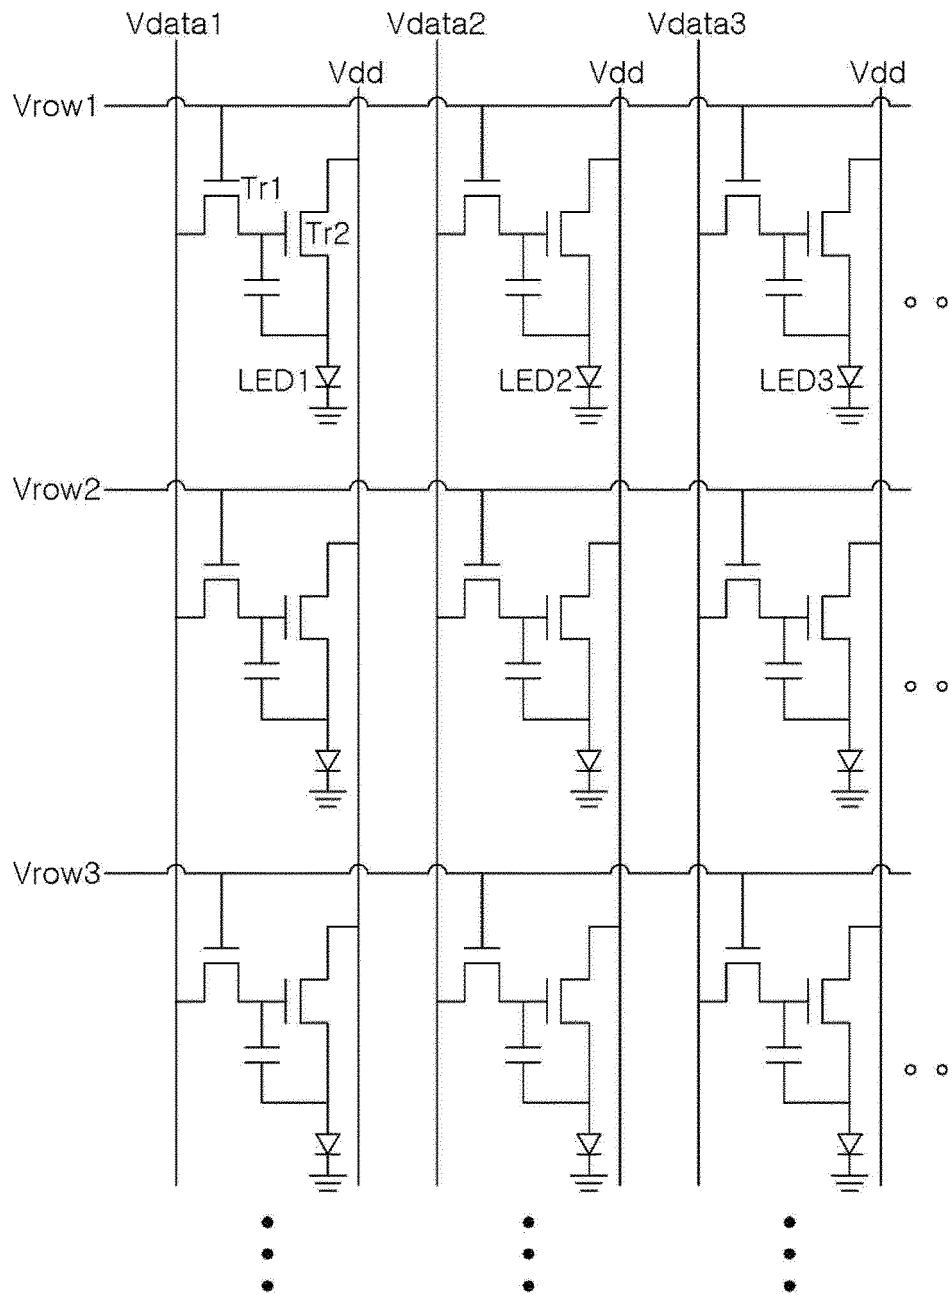 Vdata1 Vdata2 Vdata3
Vdd Vdd Vdd
Vrow1
Tr1
Tr2
LED1 LED2 LED3
Vrow2
Vrow3